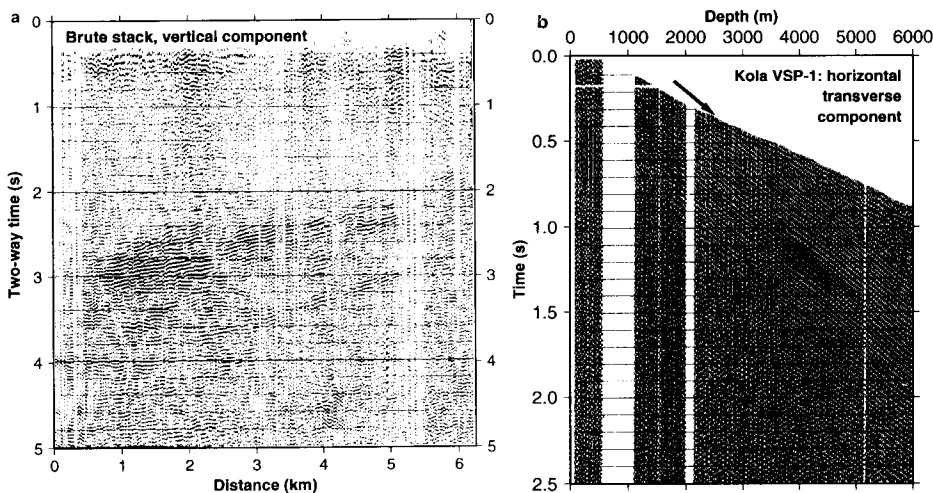 a
0
0
Brute stack, vertical component
1
1
2
2
3
3
4
4
5
5
Two-way time (s)
0 1 2 3 4 5 6
Distance (km)
b
Depth (m)
0 1000 2000 3000 4000 5000 6000
Kola VSP-1: horizontal
transverse
component
0.0
0.5
1.0
1.5
2.0
2.5
Time (s)